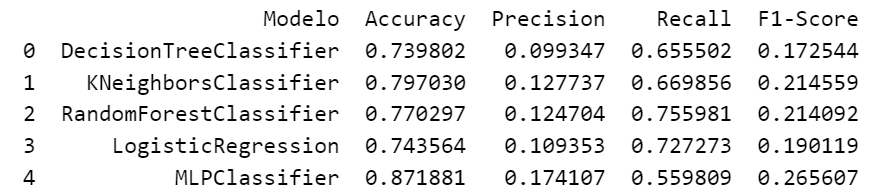 Modelo Accuracy Precision Recall F1-Score
0 DecisionTreeClassifier 0.739802 0.099347 0.655502 0.172544
1 KNeighborsClassifier 0.797030 0.127737 0.669856 0.214559
2 RandomForestClassifier 0.770297 0.124704 0.755981 0.214092
3 LogisticRegression 0.743564 0.109353 0.727273 0.190119
4 MLPClassifier 0.871881 0.174107 0.559809 0.265607